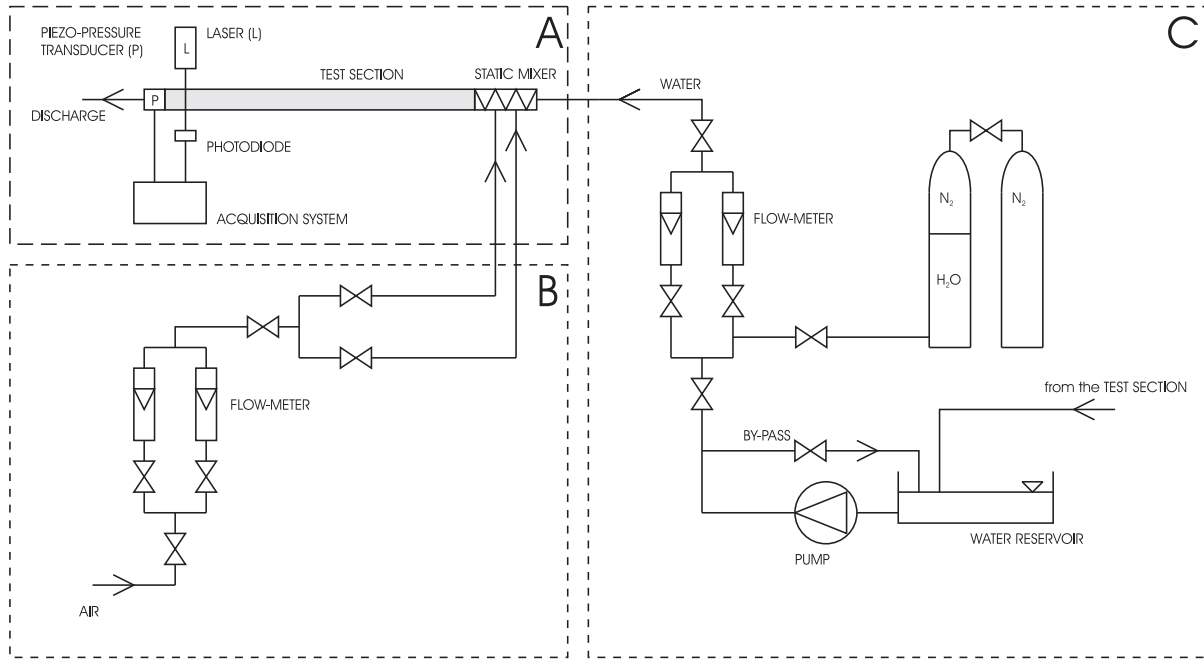 A
PIEZO-PRESSURE
TRANSDUCER (P)
LASER (L)
L
TEST SECTION
STATIC MIXER
P
DISCHARGE
PHOTODIODE
ACQUISITION SYSTEM
B
FLOW-METER
AIR
C
WATER
FLOW-METER
N2
N2
H2O
from the TEST SECTION
BY-PASS
PUMP
WATER RESERVOIR